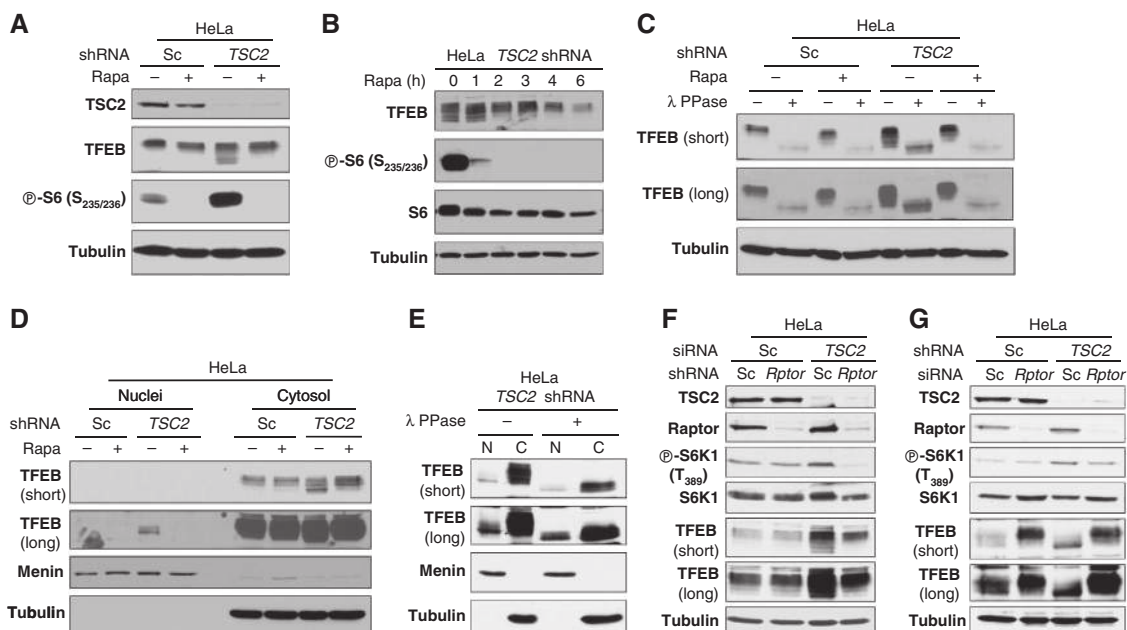 A
HeLa
shRNA Sc TSC2
Rapa – + – +
TSC2
TFEB
℗-S6 (S235/236)
Tubulin
B
HeLa TSC2 shRNA
Rapa (h) 0 1 2 3 4 6
TFEB
℗-S6 (S235/236)
S6
Tubulin
C
HeLa
shRNA Sc TSC2
Rapa – + – +
λ PPase – + – + – + – +
TFEB (short)
TFEB (long)
Tubulin
D
HeLa
Nuclei Cytosol
shRNA Sc TSC2 Sc TSC2
Rapa – + – + – + – +
TFEB
(short)
TFEB
(long)
Menin
Tubulin
E
HeLa
TSC2 shRNA
λ PPase – +
N C N C
TFEB
(short)
TFEB
(long)
Menin
Tubulin
F
HeLa
siRNA Sc TSC2
shRNA Sc Rptor Sc Rptor
TSC2
Raptor
℗-S6K1
(T389)
S6K1
TFEB
(short)
TFEB
(long)
Tubulin
G
HeLa
shRNA Sc TSC2
siRNA Sc Rptor Sc Rptor
TSC2
Raptor
℗-S6K1
(T389)
S6K1
TFEB
(short)
TFEB
(long)
Tubulin